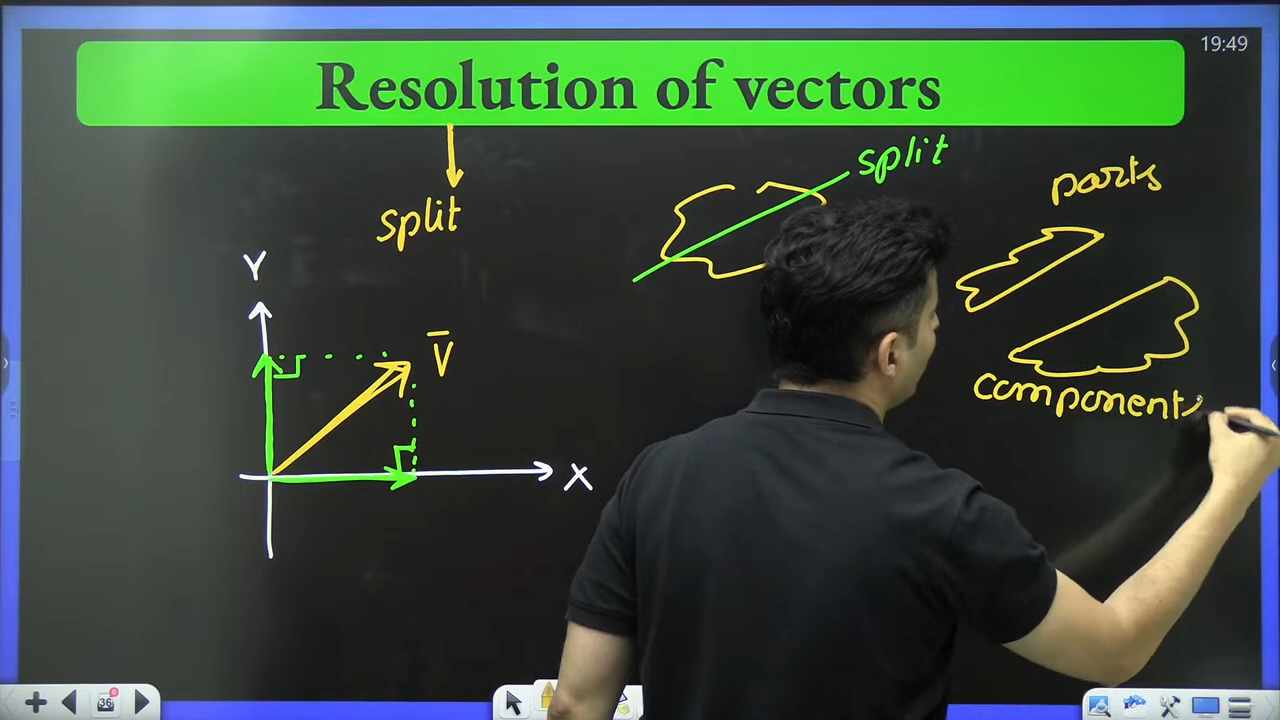 19:49
Resolution of vectors
split
split
parts
Y
V̄
X
components
36